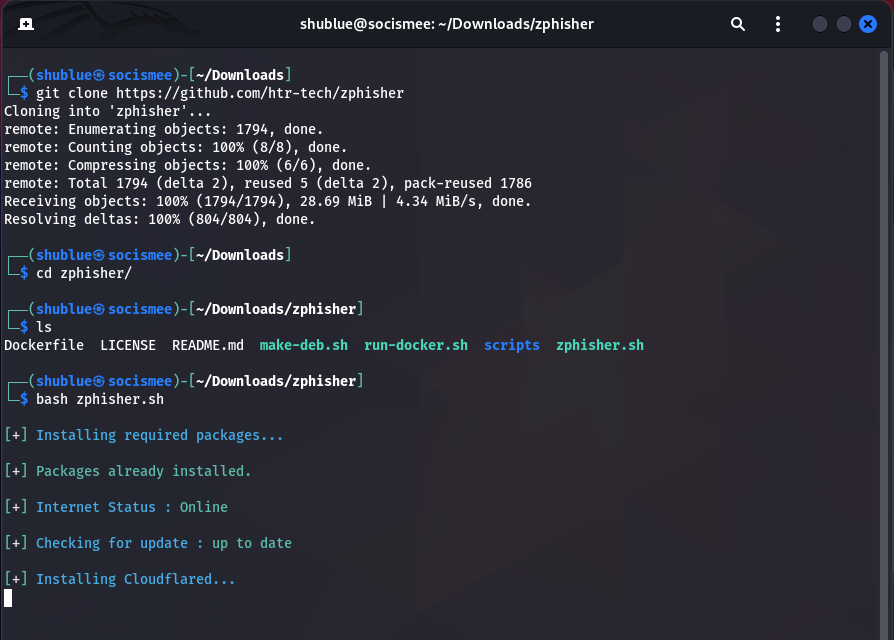 shublue@socismee: ~/Downloads/zphisher
┌──(shublue㉿socismee)-[~/Downloads]
└─$ git clone https://github.com/htr-tech/zphisher
Cloning into 'zphisher'...
remote: Enumerating objects: 1794, done.
remote: Counting objects: 100% (8/8), done.
remote: Compressing objects: 100% (6/6), done.
remote: Total 1794 (delta 2), reused 5 (delta 2), pack-reused 1786
Receiving objects: 100% (1794/1794), 28.69 MiB | 4.34 MiB/s, done.
Resolving deltas: 100% (804/804), done.
┌──(shublue㉿socismee)-[~/Downloads]
└─$ cd zphisher/
┌──(shublue㉿socismee)-[~/Downloads/zphisher]
└─$ ls
Dockerfile  LICENSE  README.md  make-deb.sh  run-docker.sh  scripts  zphisher.sh
┌──(shublue㉿socismee)-[~/Downloads/zphisher]
└─$ bash zphisher.sh
[+] Installing required packages...
[+] Packages already installed.
[+] Internet Status : Online
[+] Checking for update : up to date
[+] Installing Cloudflared...